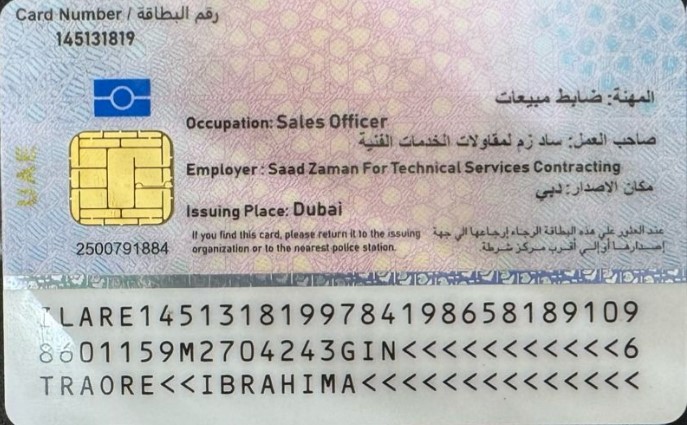 Card Number / رقم البطاقة
145131819
المهنة: ضابط مبيعات
Occupation: Sales Officer
صاحب العمل: ساد زم لمقاولات الخدمات الفنية
Employer : Saad Zaman For Technical Services Contracting
مكان الإصدار: دبي
Issuing Place: Dubai
If you find this card, please return it to the issuing
organization or to the nearest police station.
عند العثور على هذه البطاقة الرجاء إرجاعها الى جهة
إصدارها أو إلى أقرب مركز شرطة.
UAE
2500791884
ILARE1451318199784198658189109
8601159M2704243GIN<<<<<<<<<<<6
TRAORE<<IBRAHIMA<<<<<<<<<<<<<<